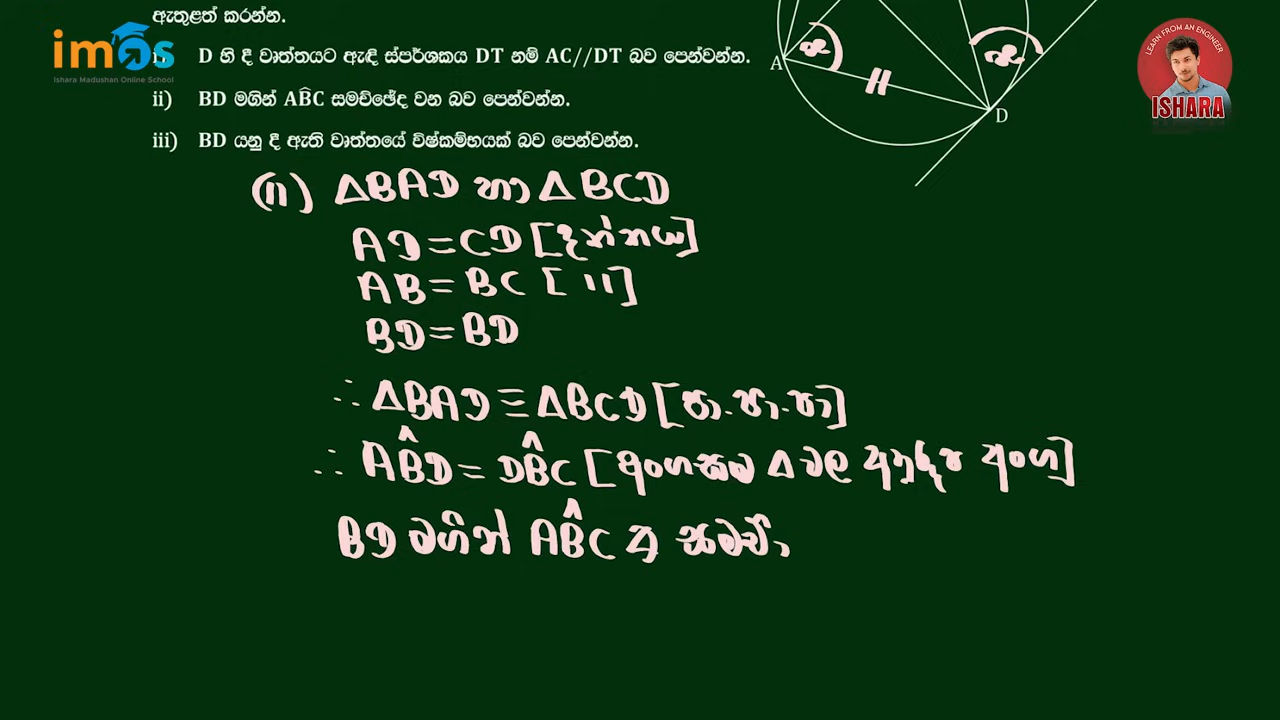 ඇතුළත් කරන්න.
imos
Ishara Madushan Online School
D හි දී වෘත්තයට ඇඳි ස්පර්ශකය DT නම් AC//DT බව පෙන්වන්න.
ii) BD මගින් AB̂C සමච්ඡේද වන බව පෙන්වන්න.
iii) BD යනු දී ඇති වෘත්තයේ විෂ්කම්භයක් බව පෙන්වන්න.
A
D
LEARN FROM AN ENGINEER
ISHARA
(ii) ΔBAD හා ΔBCD
AD = CD [දත්තය]
AB = BC [ " ]
BD = BD
∴ ΔBAD ≡ ΔBCD [පා.පා.පා]
∴ AB̂D = DB̂C [අංගසම Δ වල අනුරූප අංග]
BD මගින් AB̂C ද සමච්